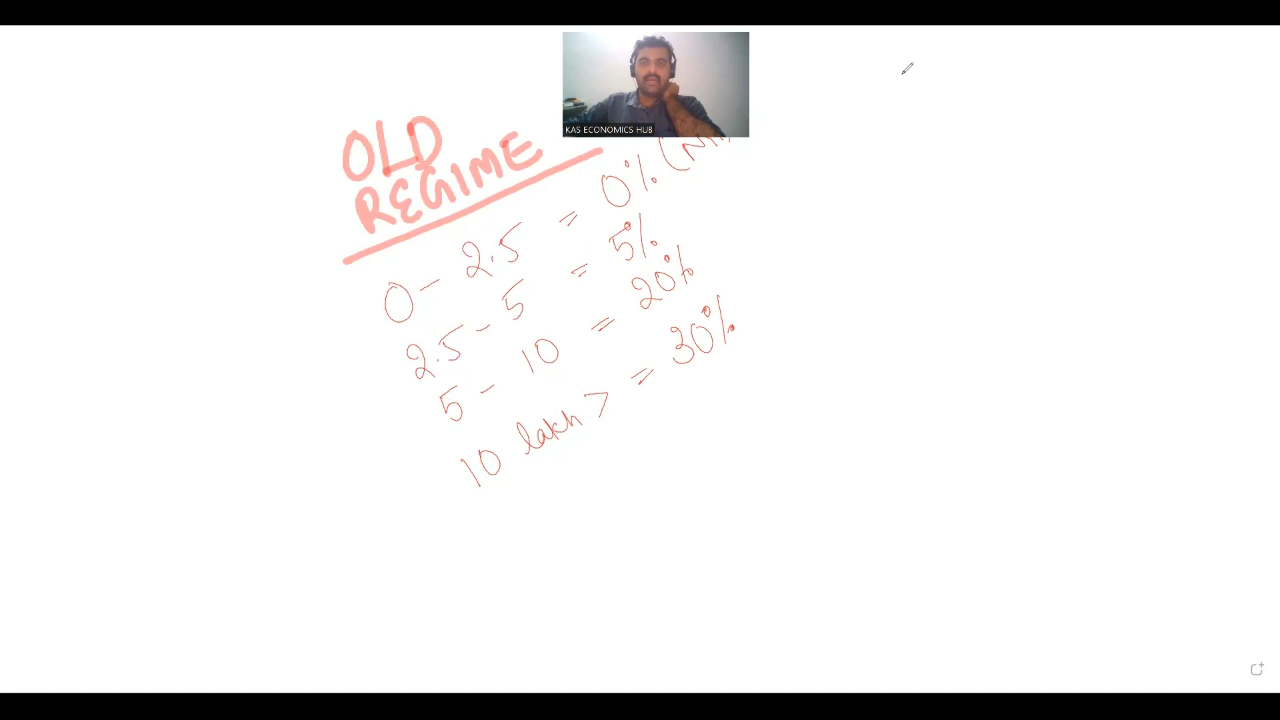 KAS ECONOMICS HUB
OLD
REGIME
0 - 2.5 = 0%
2.5 - 5 = 5%
5 - 10 = 20%
10 lakh > = 30%